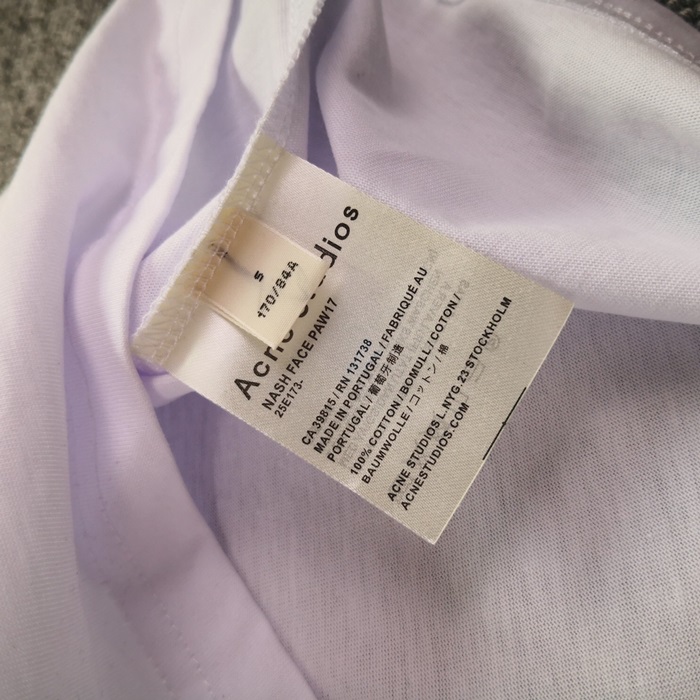 Acne Studios
S
170/84A
NASH FACE PAW17
25E173-
CA 39815 / RN 131738
MADE IN PORTUGAL / FABRIQUÉ AU
PORTUGAL / 葡萄牙制造
100% COTTON / BOMULL / COTON /
BAUMWOLLE / コットン / 棉
ACNE STUDIOS L.NYG.23 STOCKHOLM
ACNESTUDIOS.COM